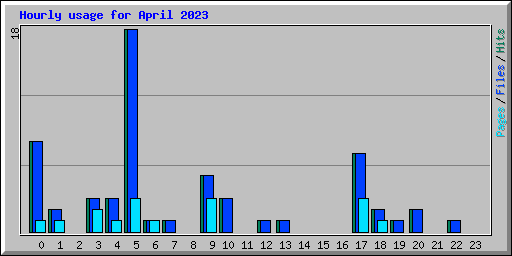 Hourly usage for April 2023
18
Pages/Files/Hits
0 1 2 3 4 5 6 7 8 9 10 11 12 13 14 15 16 17 18 19 20 21 22 23